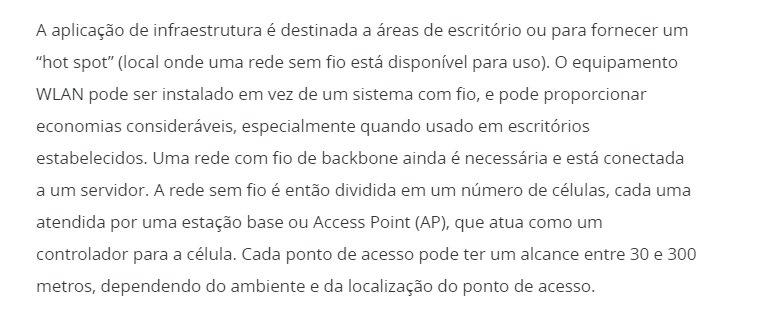 A aplicação de infraestrutura é destinada a áreas de escritório ou para fornecer um
“hot spot” (local onde uma rede sem fio está disponível para uso). O equipamento
WLAN pode ser instalado em vez de um sistema com fio, e pode proporcionar
economias consideráveis, especialmente quando usado em escritórios
estabelecidos. Uma rede com fio de backbone ainda é necessária e está conectada
a um servidor. A rede sem fio é então dividida em um número de células, cada uma
atendida por uma estação base ou Access Point (AP), que atua como um
controlador para a célula. Cada ponto de acesso pode ter um alcance entre 30 e 300
metros, dependendo do ambiente e da localização do ponto de acesso.